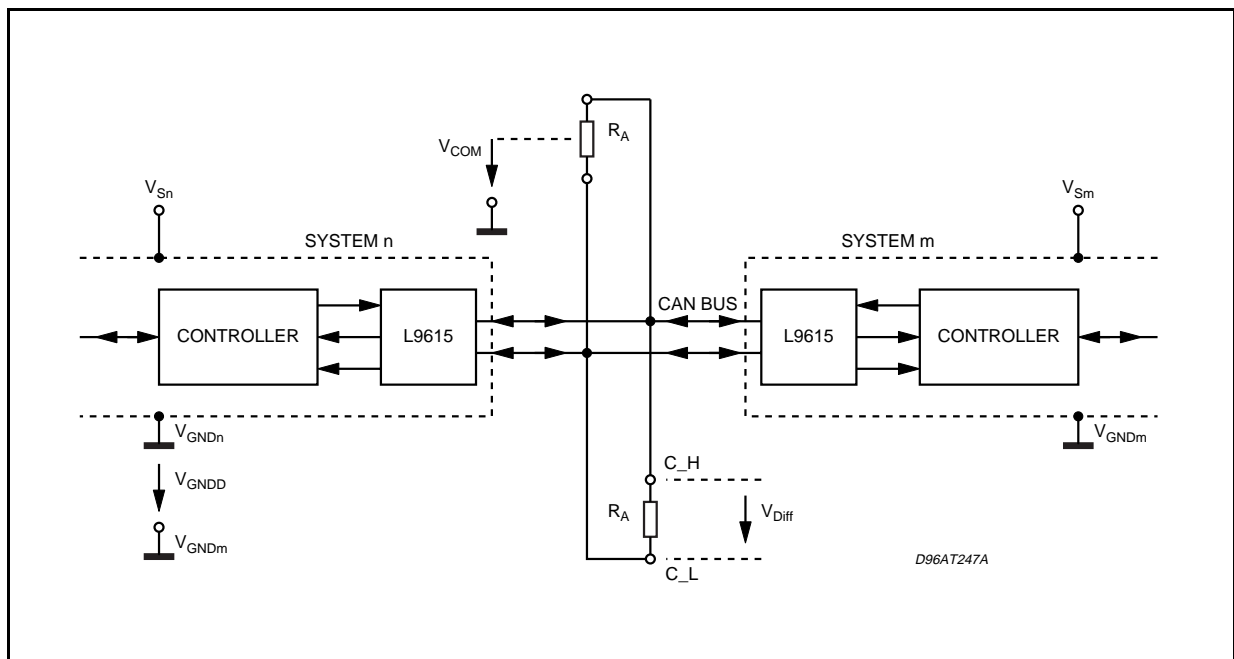 R_A
V_COM
V_Sn
V_Sm
SYSTEM n
SYSTEM m
CAN BUS
CONTROLLER
L9615
L9615
CONTROLLER
V_GNDn
V_GNDm
C_H
V_GNDD
R_A
V_Diff
V_GNDm
C_L
D96AT247A